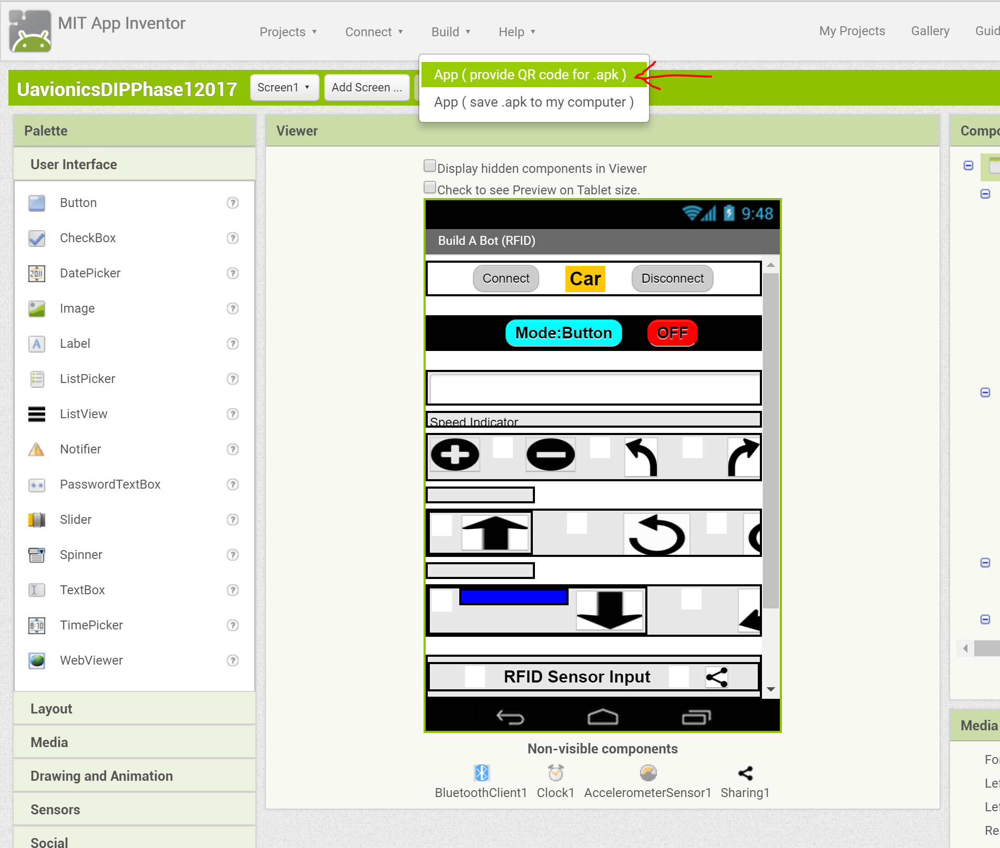 MIT App Inventor
Projects ▾ Connect ▾ Build ▾ Help ▾ My Projects Gallery Guid
App ( provide QR code for .apk )
App ( save .apk to my computer )
UavionicsDIPPhase12017 Screen1 ▾ Add Screen ...
Palette
User Interface
Button ?
CheckBox ?
DatePicker ?
Image ?
Label ?
ListPicker ?
ListView ?
Notifier ?
PasswordTextBox ?
Slider ?
Spinner ?
TextBox ?
TimePicker ?
WebViewer ?
Layout
Media
Drawing and Animation
Sensors
Social
Viewer
Display hidden components in Viewer
Check to see Preview on Tablet size.
9:48
Build A Bot (RFID)
Connect Car Disconnect
Mode:Button OFF
Speed Indicator
RFID Sensor Input
Non-visible components
BluetoothClient1 Clock1 AccelerometerSensor1 Sharing1
Compo
Media
For
Lef
Lef
Re